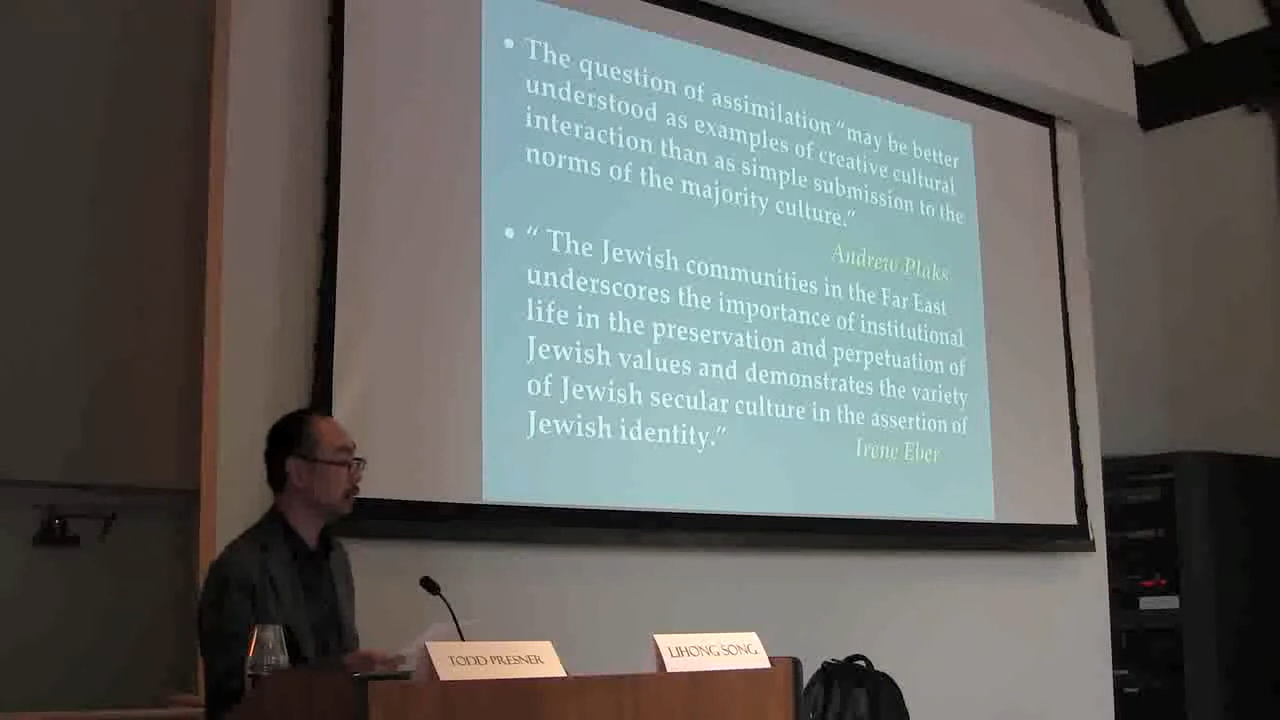 • The question of assimilation “may be better
understood as examples of creative cultural
interaction than as simple submission to the
norms of the majority culture.”
Andrew Plaks
• “ The Jewish communities in the Far East
underscores the importance of institutional
life in the preservation and perpetuation of
Jewish values and demonstrates the variety
of Jewish secular culture in the assertion of
Jewish identity.”
Irene Eber
TODD PRESNER
LIHONG SONG